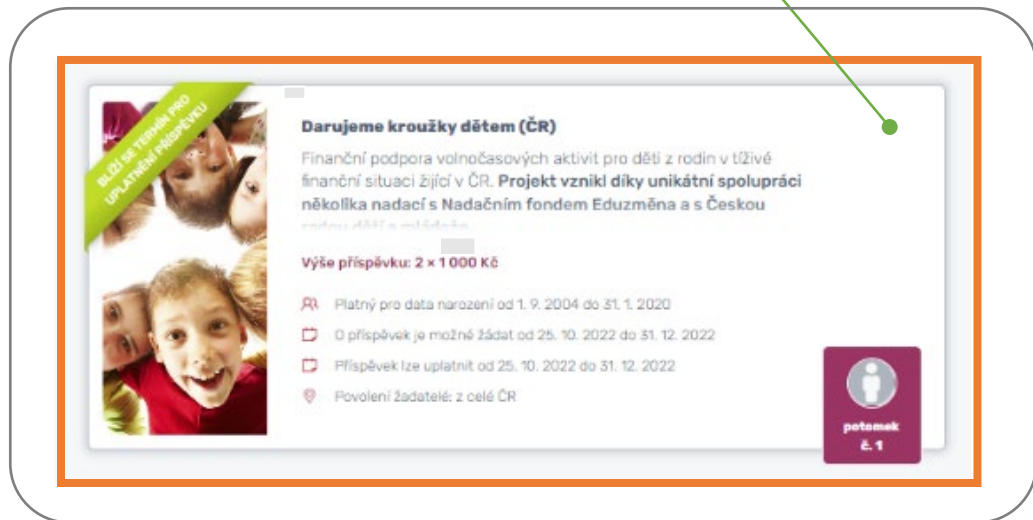 BLÍŽÍ SE TERMÍN PRO
UPLATNĚNÍ PŘÍSPĚVKU
Darujeme kroužky dětem (ČR)
Finanční podpora volnočasových aktivit pro děti z rodin v tíživé
finanční situaci žijící v ČR. Projekt vznikl díky unikátní spolupráci
několika nadací s Nadačním fondem Eduzměna a s Českou
radou dětí a mládeže
Výše příspěvku: 2 × 1 000 Kč
Platný pro data narození od 1. 9. 2004 do 31. 1. 2020
O příspěvek je možné žádat od 25. 10. 2022 do 31. 12. 2022
Příspěvek lze uplatnit od 25. 10. 2022 do 31. 12. 2022
Povolení žadatelé: z celé ČR
potomek
č. 1